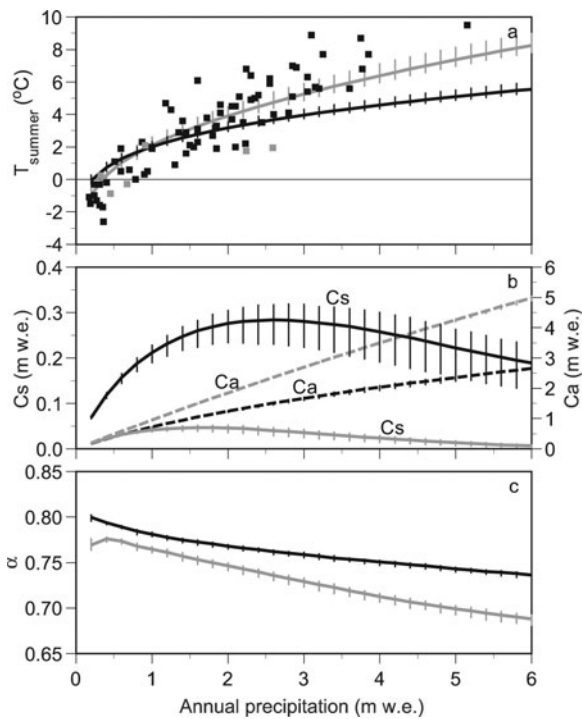 10
8
6
4
2
0
-2
-4
T summer (ºC)
a
0.4
0.3
0.2
0.1
0.0
Cs (m w.e.)
b
Cs
Ca
Ca
Cs
6
5
4
3
2
1
0
Ca (m w.e.)
0.85
0.80
0.75
0.70
0.65
α
c
0 1 2 3 4 5 6
Annual precipitation (m w.e.)